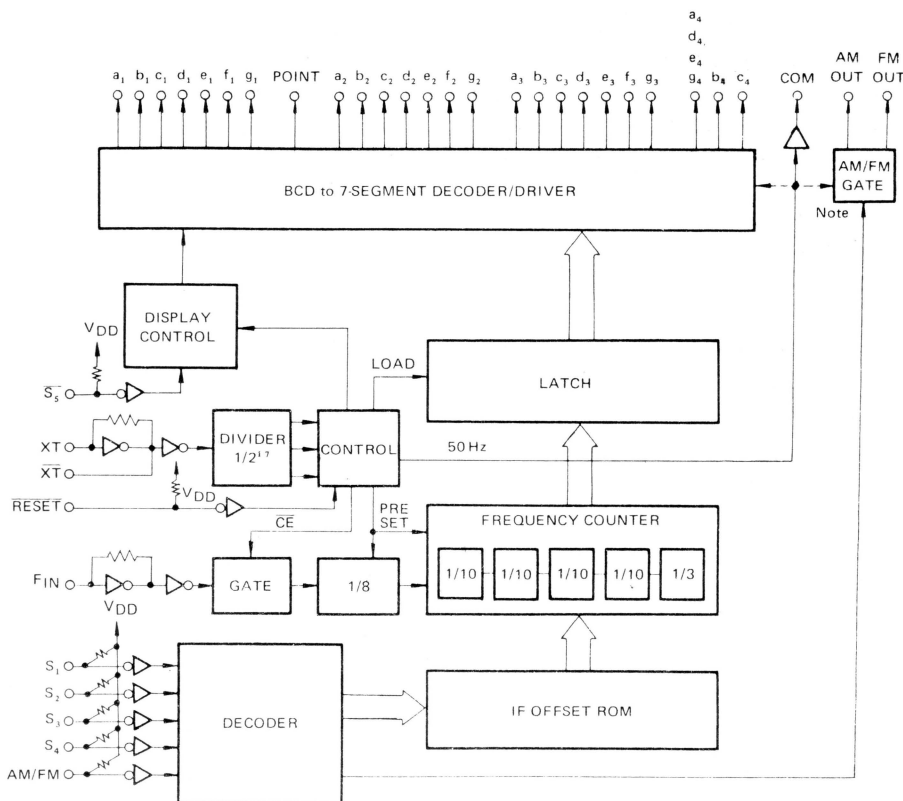 a4
d4
e4
g4 b4 c4
a1 b1 c1 d1 e1 f1 g1 POINT a2 b2 c2 d2 e2 f2 g2 a3 b3 c3 d3 e3 f3 g3 COM AM OUT FM OUT
BCD to 7-SEGMENT DECODER/DRIVER
AM/FM
GATE
Note
DISPLAY
CONTROL
VDD
S5
LOAD
LATCH
XT
XT
DIVIDER
1/2¹⁷
CONTROL
50 Hz
VDD
RESET
CE
PRE
SET
FREQUENCY COUNTER
1/10 1/10 1/10 1/10 1/3
FIN
GATE
1/8
VDD
S1
S2
S3
S4
AM/FM
DECODER
IF OFFSET ROM